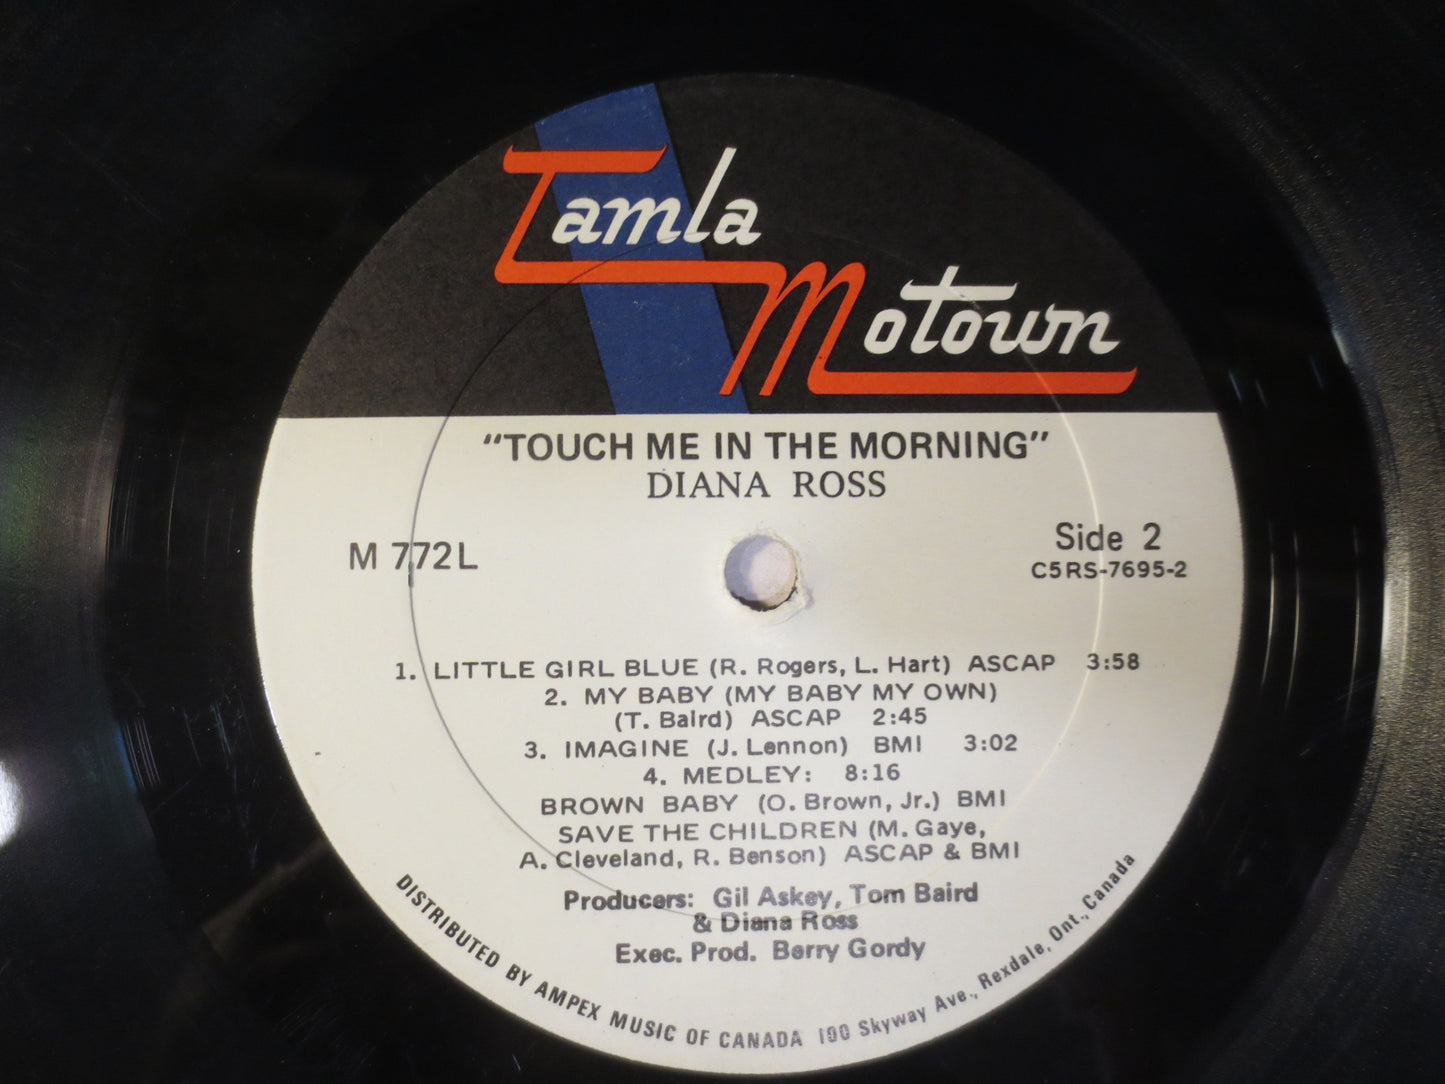 Tamla
Motown
"TOUCH ME IN THE MORNING"
DIANA ROSS
M 772L
Side 2
C5RS-7695-2
1. LITTLE GIRL BLUE (R. Rogers, L. Hart) ASCAP 3:58
2. MY BABY (MY BABY MY OWN)
(T. Baird) ASCAP 2:45
3. IMAGINE (J. Lennon) BMI 3:02
4. MEDLEY: 8:16
BROWN BABY (O. Brown, Jr.) BMI
SAVE THE CHILDREN (M. Gaye,
A. Cleveland, R. Benson) ASCAP & BMI
Producers: Gil Askey, Tom Baird
& Diana Ross
Exec. Prod. Berry Gordy
DISTRIBUTED BY AMPEX MUSIC OF CANADA 100 Skyway Ave., Rexdale, Ont., Canada